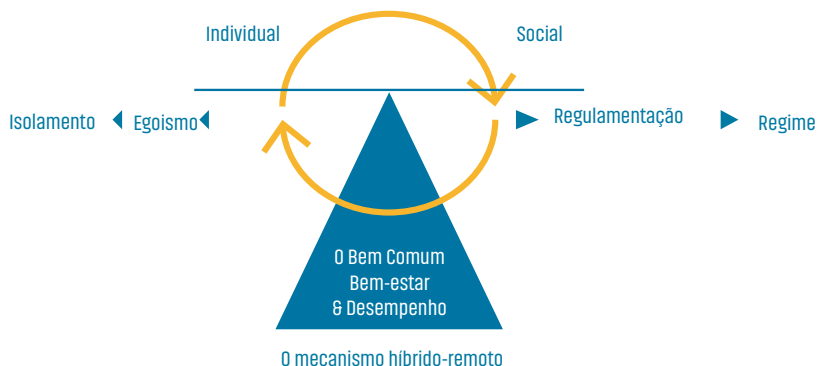 Individual
Social
Isolamento
Egoismo
Regulamentação
Regime
O Bem Comum
Bem-estar
& Desempenho
O mecanismo híbrido-remoto